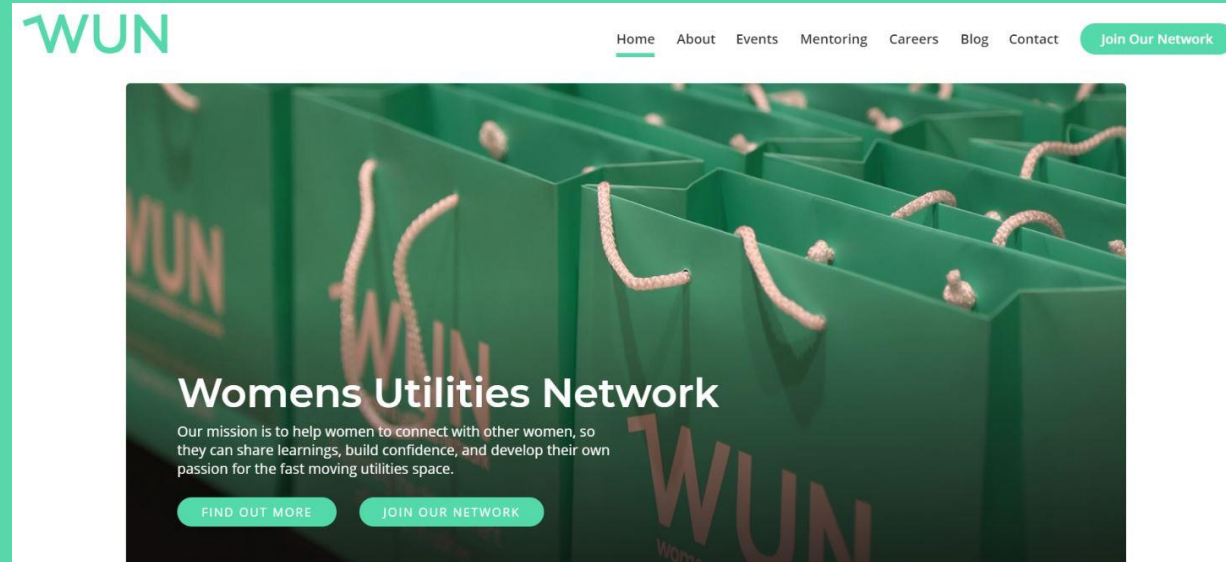 WUN
Home About Events Mentoring Careers Blog Contact Join Our Network
WUN
WUN
Womens Utilities Network
Our mission is to help women to connect with other women, so
they can share learnings, build confidence, and develop their own
passion for the fast moving utilities space.
FIND OUT MORE JOIN OUR NETWORK
WUN